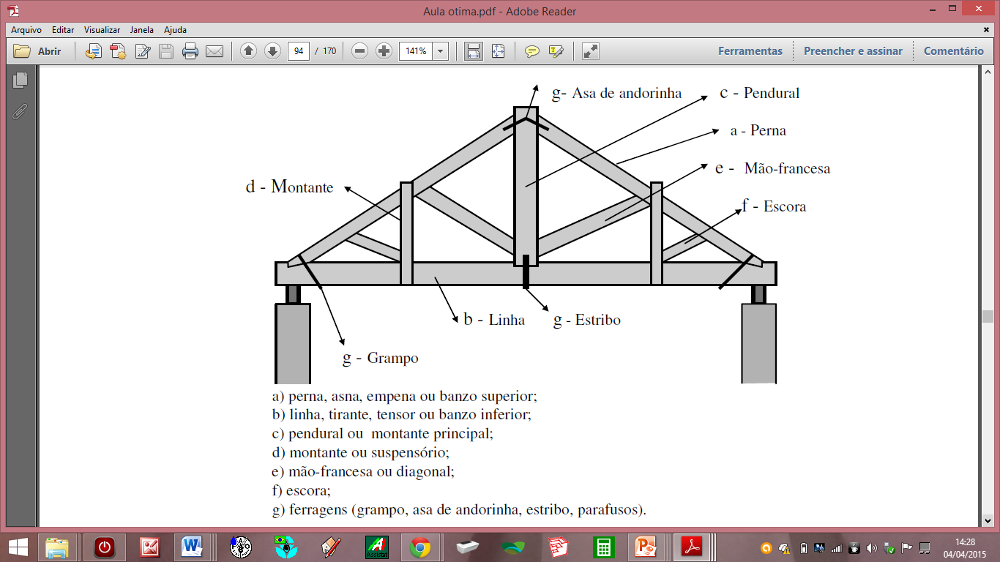 Aula otima.pdf - Adobe Reader
Arquivo Editar Visualizar Janela Ajuda
Abrir 94 / 170 141% Ferramentas Preencher e assinar Comentário
g- Asa de andorinha
c - Pendural
a - Perna
e - Mão-francesa
d - Montante
f - Escora
b - Linha
g - Estribo
g - Grampo
a) perna, asna, empena ou banzo superior;
b) linha, tirante, tensor ou banzo inferior;
c) pendural ou montante principal;
d) montante ou suspensório;
e) mão-francesa ou diagonal;
f) escora;
g) ferragens (grampo, asa de andorinha, estribo, parafusos).
Assistat
14:28
04/04/2015